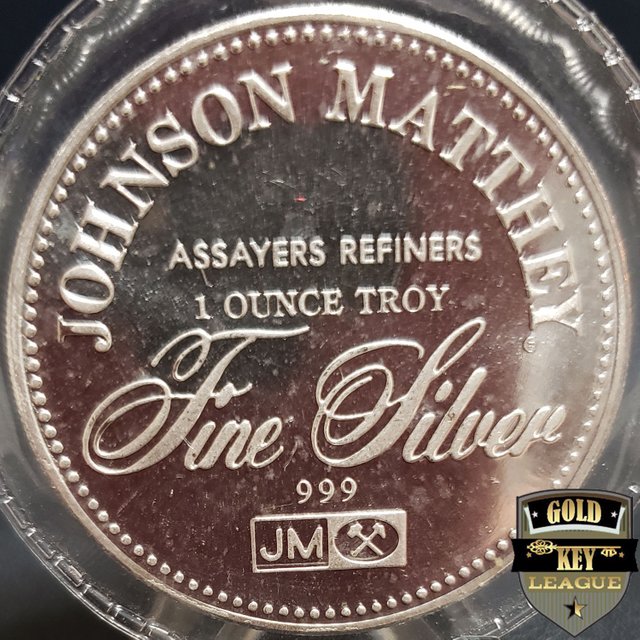 JOHNSON MATTHEY
ASSAYERS REFINERS
1 OUNCE TROY
Fine Silver
999
JM
GOLD
KEY
LEAGUE